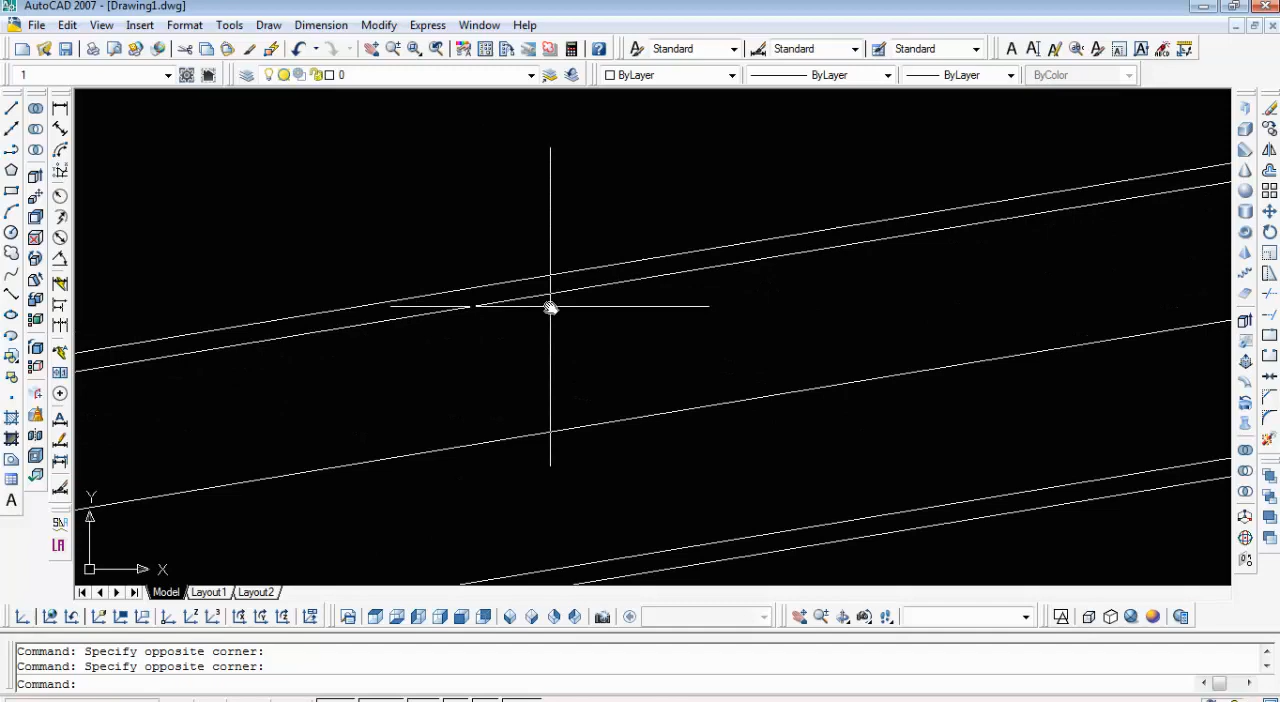 AutoCAD 2007 - [Drawing1.dwg]
File Edit View Insert Format Tools Draw Dimension Modify Express Window Help
Standard Standard Standard
1 0 ByLayer ByLayer ByLayer ByColor
Y
X
Model Layout1 Layout2
Command: Specify opposite corner:
Command: Specify opposite corner:
Command: